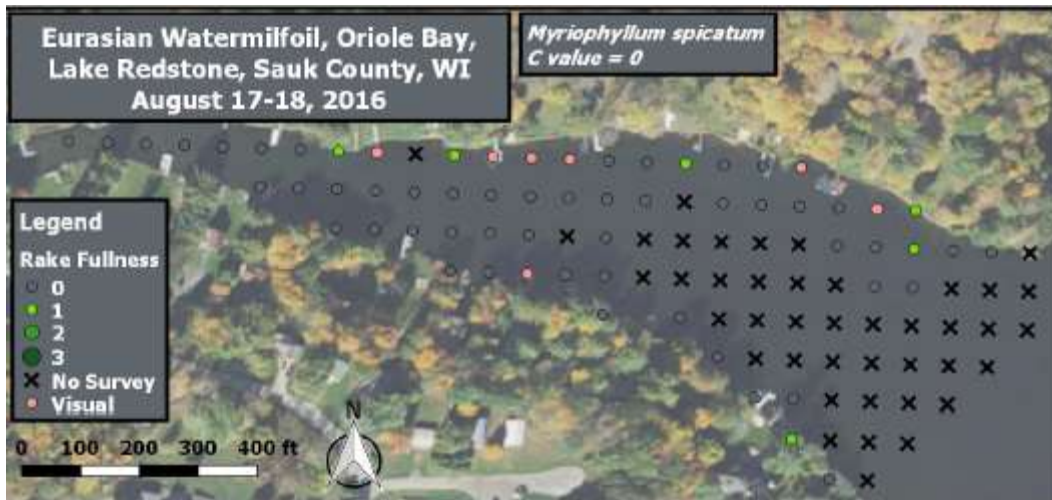 Eurasian Watermilfoil, Oriole Bay,
Lake Redstone, Sauk County, WI
August 17-18, 2016
Myriophyllum spicatum
C value = 0
Legend
Rake Fullness
0
1
2
3
No Survey
Visual
N
0 100 200 300 400 ft